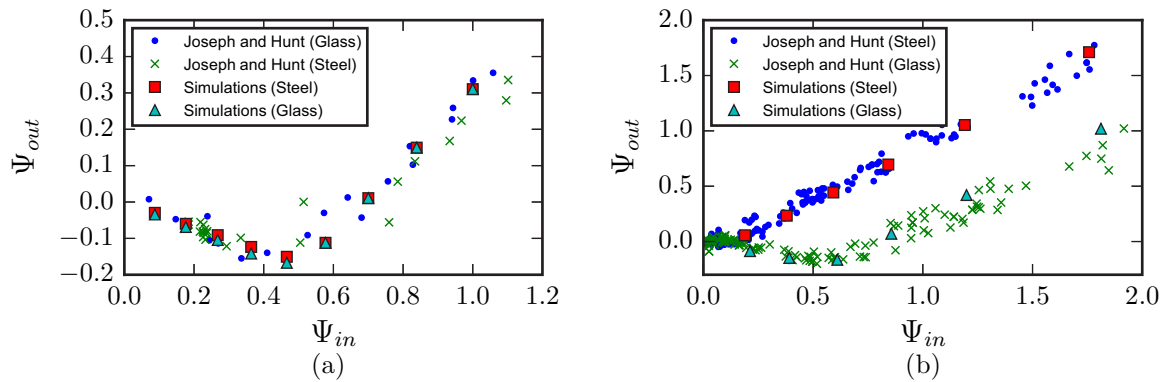 0.5
0.4
0.3
0.2
0.1
0.0
−0.1
−0.2
Ψout
Joseph and Hunt (Glass)
Joseph and Hunt (Steel)
Simulations (Steel)
Simulations (Glass)
0.0 0.2 0.4 0.6 0.8 1.0 1.2
Ψin
(a)
2.0
1.5
1.0
0.5
0.0
Ψout
Joseph and Hunt (Steel)
Joseph and Hunt (Glass)
Simulations (Steel)
Simulations (Glass)
0.0 0.5 1.0 1.5 2.0
Ψin
(b)